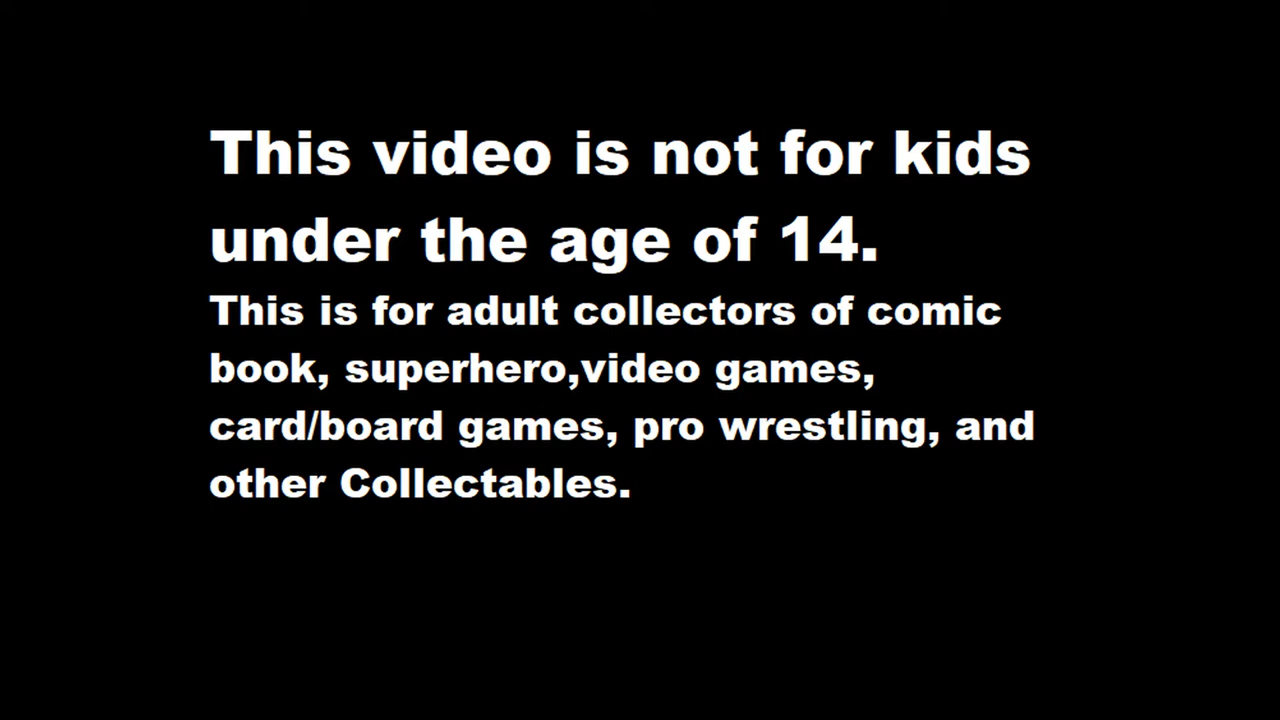 This video is not for kids
under the age of 14.
This is for adult collectors of comic
book, superhero,video games,
card/board games, pro wrestling, and
other Collectables.